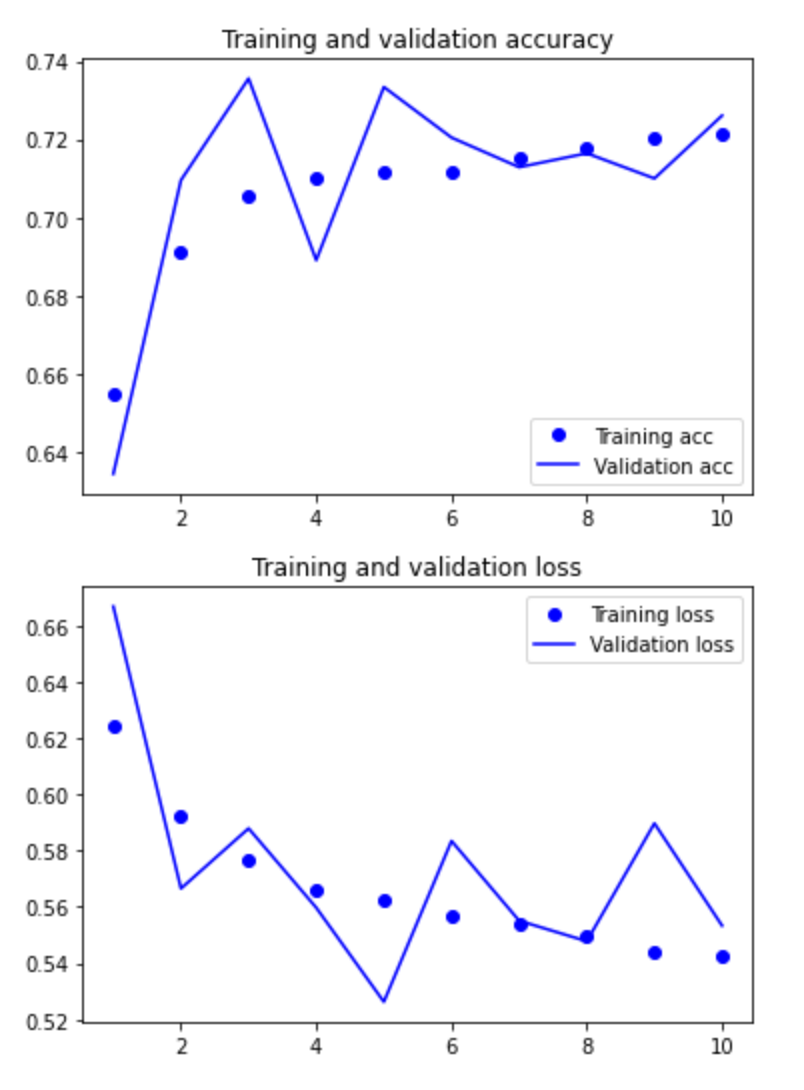 Training and validation accuracy
0.74
0.72
0.70
0.68
0.66
0.64
Training acc
Validation acc
2 4 6 8 10
Training and validation loss
0.66
0.64
0.62
0.60
0.58
0.56
0.54
0.52
Training loss
Validation loss
2 4 6 8 10